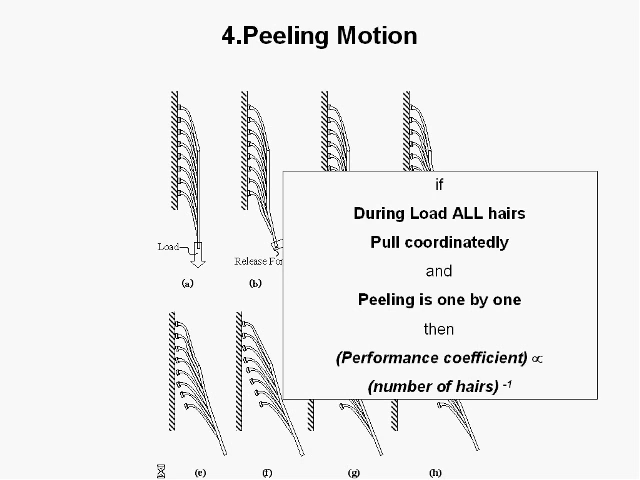 4.Peeling Motion
if
During Load ALL hairs
Pull coordinatedly
and
Peeling is one by one
then
(Performance coefficient) ∝
(number of hairs) -1
Load
Release
(a)
(b)
(e)
(f)
(g)
(h)